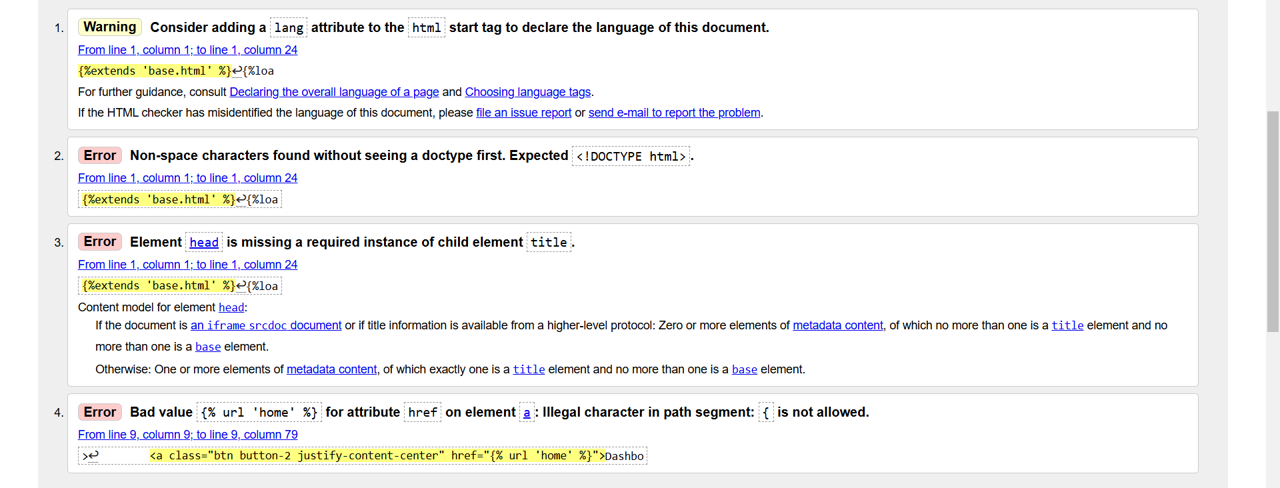 1. Warning Consider adding a lang attribute to the html start tag to declare the language of this document.
From line 1, column 1; to line 1, column 24
{%extends 'base.html' %}↩{%loa
For further guidance, consult Declaring the overall language of a page and Choosing language tags.
If the HTML checker has misidentified the language of this document, please file an issue report or send e-mail to report the problem.
2. Error Non-space characters found without seeing a doctype first. Expected <!DOCTYPE html>.
From line 1, column 1; to line 1, column 24
{%extends 'base.html' %}↩{%loa
3. Error Element head is missing a required instance of child element title.
From line 1, column 1; to line 1, column 24
{%extends 'base.html' %}↩{%loa
Content model for element head:
If the document is an iframe srcdoc document or if title information is available from a higher-level protocol: Zero or more elements of metadata content, of which no more than one is a title element and no
more than one is a base element.
Otherwise: One or more elements of metadata content, of which exactly one is a title element and no more than one is a base element.
4. Error Bad value {% url 'home' %} for attribute href on element a: Illegal character in path segment: { is not allowed.
From line 9, column 9; to line 9, column 79
>↩ <a class="btn button-2 justify-content-center" href="{% url 'home' %}">Dashbo